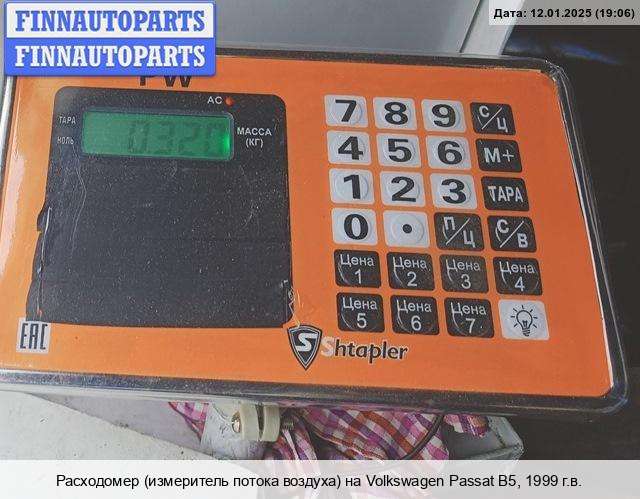 FINNAUTOPARTS
FINNAUTOPARTS
Дата: 12.01.2025 (19:06)
PW
AC
ТАРА
НОЛЬ
0.320
МАССА
(КГ)
7 8 9 С/Ц
4 5 6 М+
1 2 3 ТАРА
0 . П/Ц С/В
Цена 1 Цена 2 Цена 3 Цена 4
Цена 5 Цена 6 Цена 7
EAC
Shtapler
Расходомер (измеритель потока воздуха) на Volkswagen Passat B5, 1999 г.в.